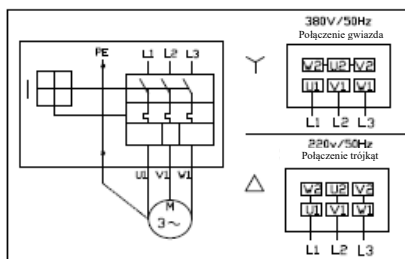 PE
L1 L2 L3
U1 V1 W1
M
3~
380V/50Hz
Połączenie gwiazda
W2 U2 V2
U1 V1 W1
L1 L2 L3
220v/50Hz
Połączenie trójkąt
W2 U2 V2
U1 V1 W1
L1 L2 L3